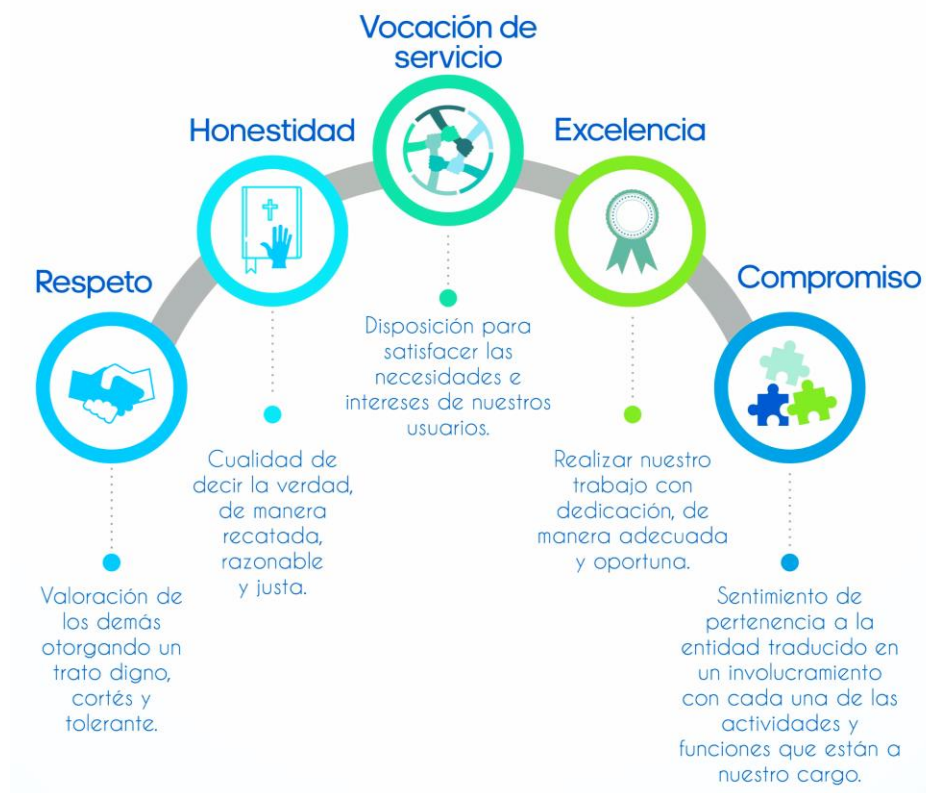 Vocación de
servicio
Honestidad
Excelencia
Respeto
Compromiso
Disposición para
satisfacer las
necesidades e
intereses de nuestros
usuarios.
Cualidad de
decir la verdad,
de manera
recatada,
razonable
y justa.
Realizar nuestro
trabajo con
dedicación, de
manera adecuada
y oportuna.
Valoración de
los demás
otorgando un
trato digno,
cortés y
tolerante.
Sentimiento de
pertenencia a la
entidad traducido en
un involucramiento
con cada una de las
actividades y
funciones que están a
nuestro cargo.